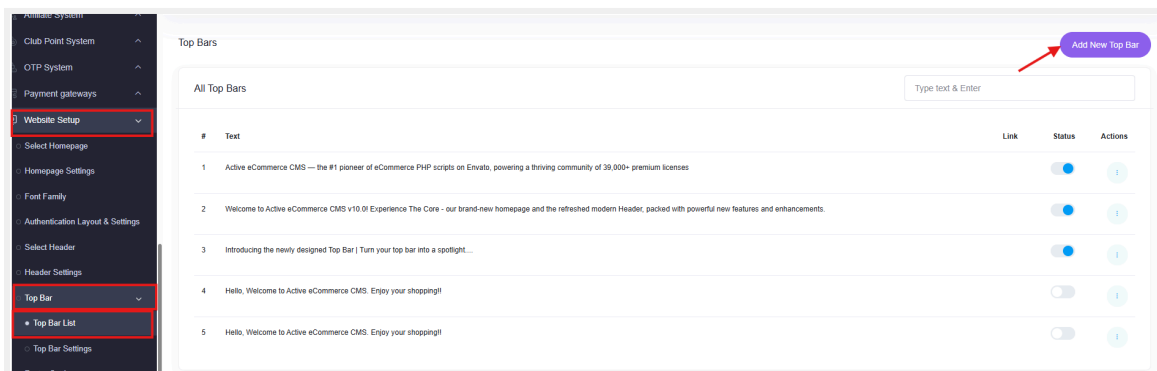 Affiliate System
Club Point System
OTP System
Payment gateways
Website Setup
Select Homepage
Homepage Settings
Font Family
Authentication Layout & Settings
Select Header
Header Settings
Top Bar
Top Bar List
Top Bar Settings
Top Bars
Add New Top Bar
All Top Bars
Type text & Enter
# Text Link Status Actions
1 Active eCommerce CMS — the #1 pioneer of eCommerce PHP scripts on Envato, powering a thriving community of 39,000+ premium licenses
2 Welcome to Active eCommerce CMS v10.0! Experience The Core - our brand-new homepage and the refreshed modern Header, packed with powerful new features and enhancements.
3 Introducing the newly designed Top Bar | Turn your top bar into a spotlight....
4 Hello, Welcome to Active eCommerce CMS. Enjoy your shopping!!
5 Hello, Welcome to Active eCommerce CMS. Enjoy your shopping!!